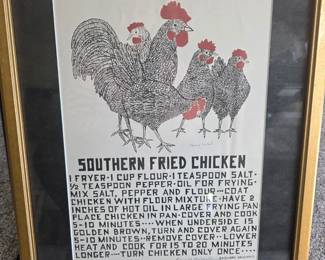 SOUTHERN FRIED CHICKEN
1 FRYER·1 CUP FLOUR·1 TEASPOON SALT·
½ TEASPOON PEPPER·OIL FOR FRYING·
MIX SALT, PEPPER AND FLOUR···COAT
CHICKEN WITH FLOUR MIXTURE·HAVE 2
INCHES OF HOT OIL IN LARGE FRYING PAN
PLACE CHICKEN IN PAN·COVER AND COOK
5-10 MINUTES····WHEN UNDERSIDE IS
GOLDEN BROWN, TURN AND COVER AGAIN
5-10 MINUTES··REMOVE COVER··LOWER
HEAT AND COOK FOR 15 TO 20 MINUTES
LONGER····TURN CHICKEN ONLY ONCE····